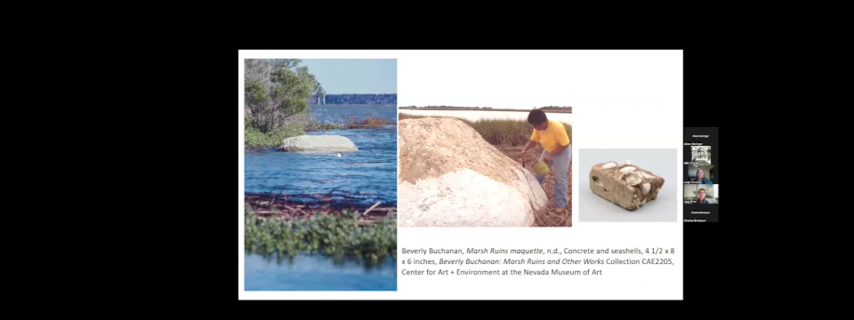 Beverly Buchanan, Marsh Ruins maquette, n.d., Concrete and seashells, 4 1/2 x 8
x 6 inches, Beverly Buchanan: Marsh Ruins and Other Works Collection CAE2205,
Center for Art + Environment at the Nevada Museum of Art